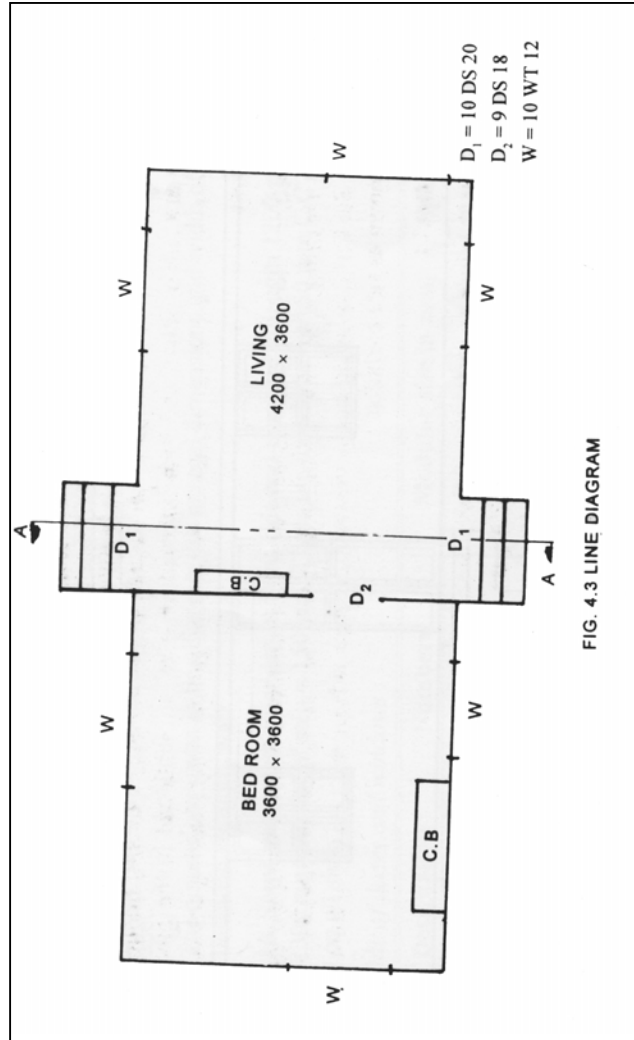 W
W
A
D₁
C.B
BED ROOM
3600 × 3600
LIVING
4200 × 3600
W
W
D₂
C.B
W
D₁
W
A
D₁ = 10 DS 20
D₂ = 9 DS 18
W = 10 WT 12
FIG. 4.3 LINE DIAGRAM